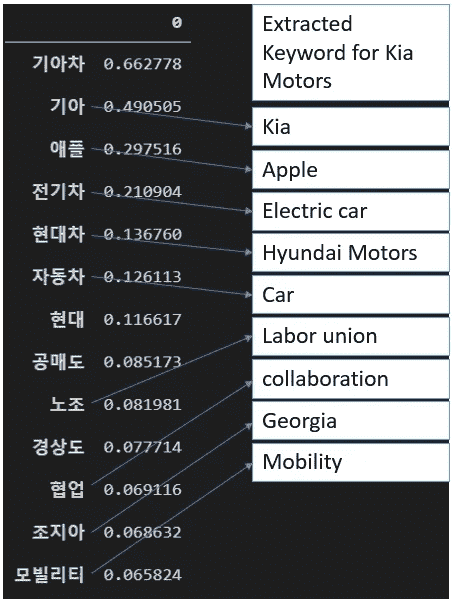 0
기아차 0.662778
기아 0.490505
애플 0.297516
전기차 0.210904
현대차 0.136760
자동차 0.126113
현대 0.116617
공매도 0.085173
노조 0.081981
경상도 0.077714
협업 0.069116
조지아 0.068632
모빌리티 0.065824
Extracted
Keyword for Kia
Motors
Kia
Apple
Electric car
Hyundai Motors
Car
Labor union
collaboration
Georgia
Mobility